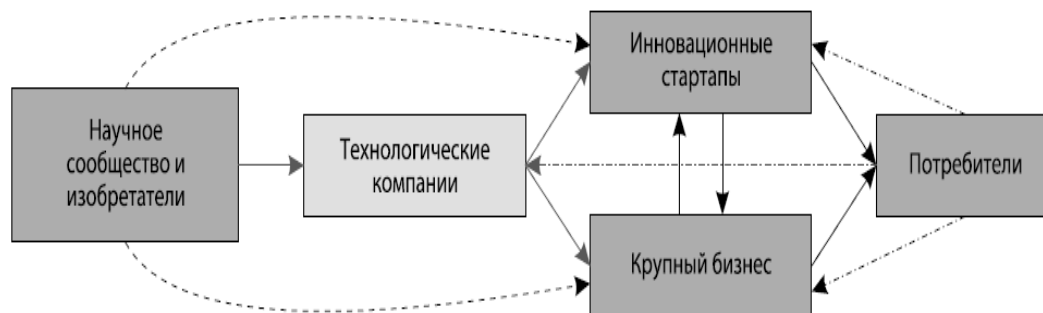 Научное
сообщество и
изобретатели
Технологические
компании
Инновационные
стартапы
Крупный бизнес
Потребители